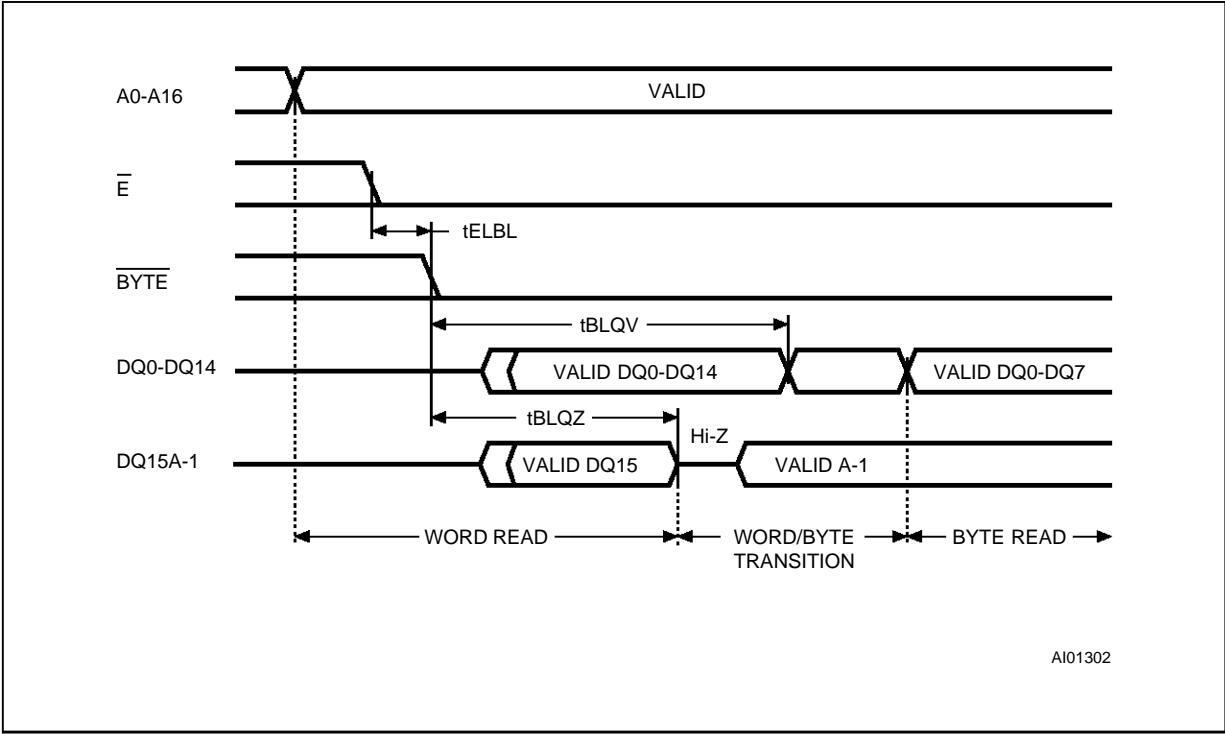 A0-A16
VALID
E
tELBL
BYTE
tBLQV
DQ0-DQ14
VALID DQ0-DQ14
VALID DQ0-DQ7
tBLQZ
Hi-Z
DQ15A-1
VALID DQ15
VALID A-1
WORD READ
WORD/BYTE
TRANSITION
BYTE READ
AI01302